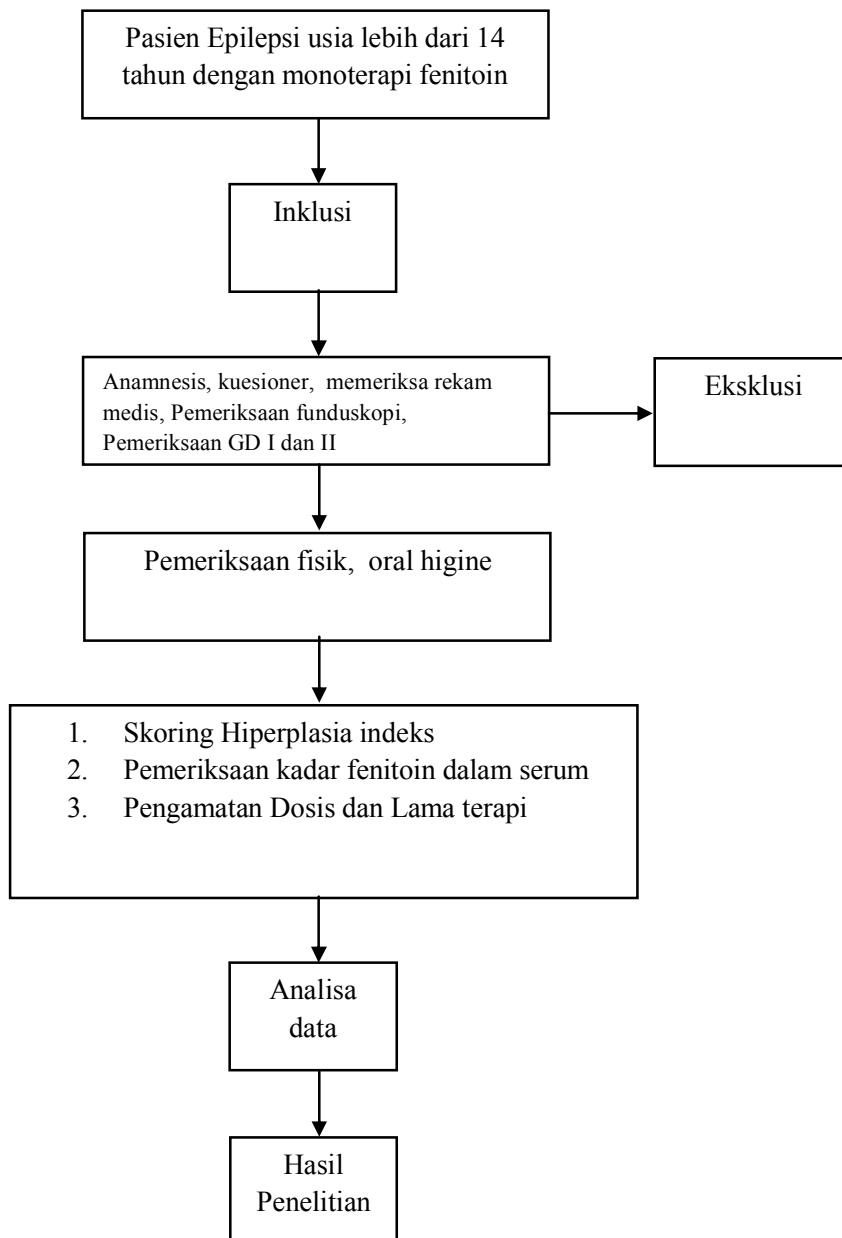 Pasien Epilepsi usia lebih dari 14
tahun dengan monoterapi fenitoin
Inklusi
Anamnesis, kuesioner, memeriksa rekam
medis, Pemeriksaan funduskopi,
Pemeriksaan GD I dan II
Eksklusi
Pemeriksaan fisik, oral higine
1. Skoring Hiperplasia indeks
2. Pemeriksaan kadar fenitoin dalam serum
3. Pengamatan Dosis dan Lama terapi
Analisa
data
Hasil
Penelitian